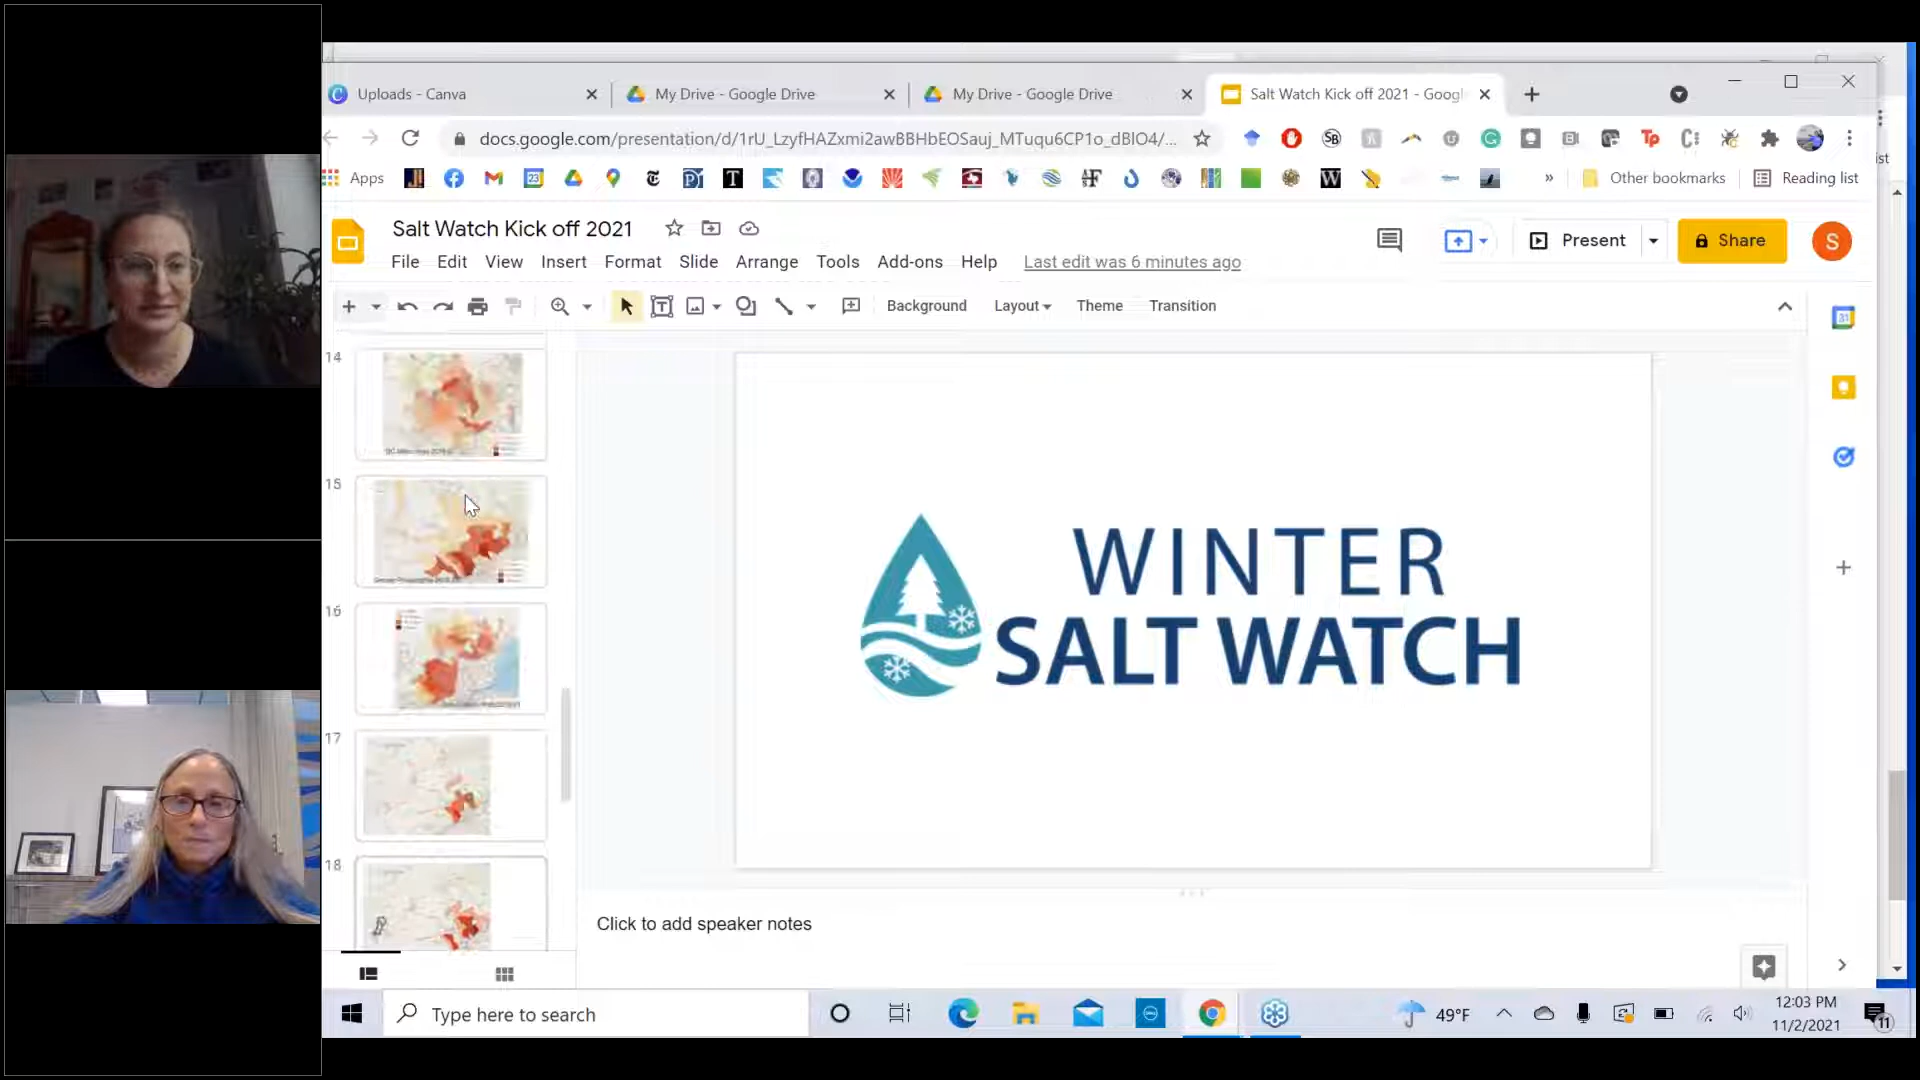 Uploads - Canva
My Drive - Google Drive
My Drive - Google Drive
Salt Watch Kick off 2021 - Googl
docs.google.com/presentation/d/1rU_LzyfHAZxmi2awBBHbEOSauj_MTuqu6CP1o_dBlO4/...
Apps
Other bookmarks
Reading list
ist
Salt Watch Kick off 2021
Present
Share
S
File Edit View Insert Format Slide Arrange Tools Add-ons Help
Last edit was 6 minutes ago
Background Layout Theme Transition
14
15
16
17
18
WINTER
SALT WATCH
Click to add speaker notes
Type here to search
49°F
12:03 PM
11/2/2021
11